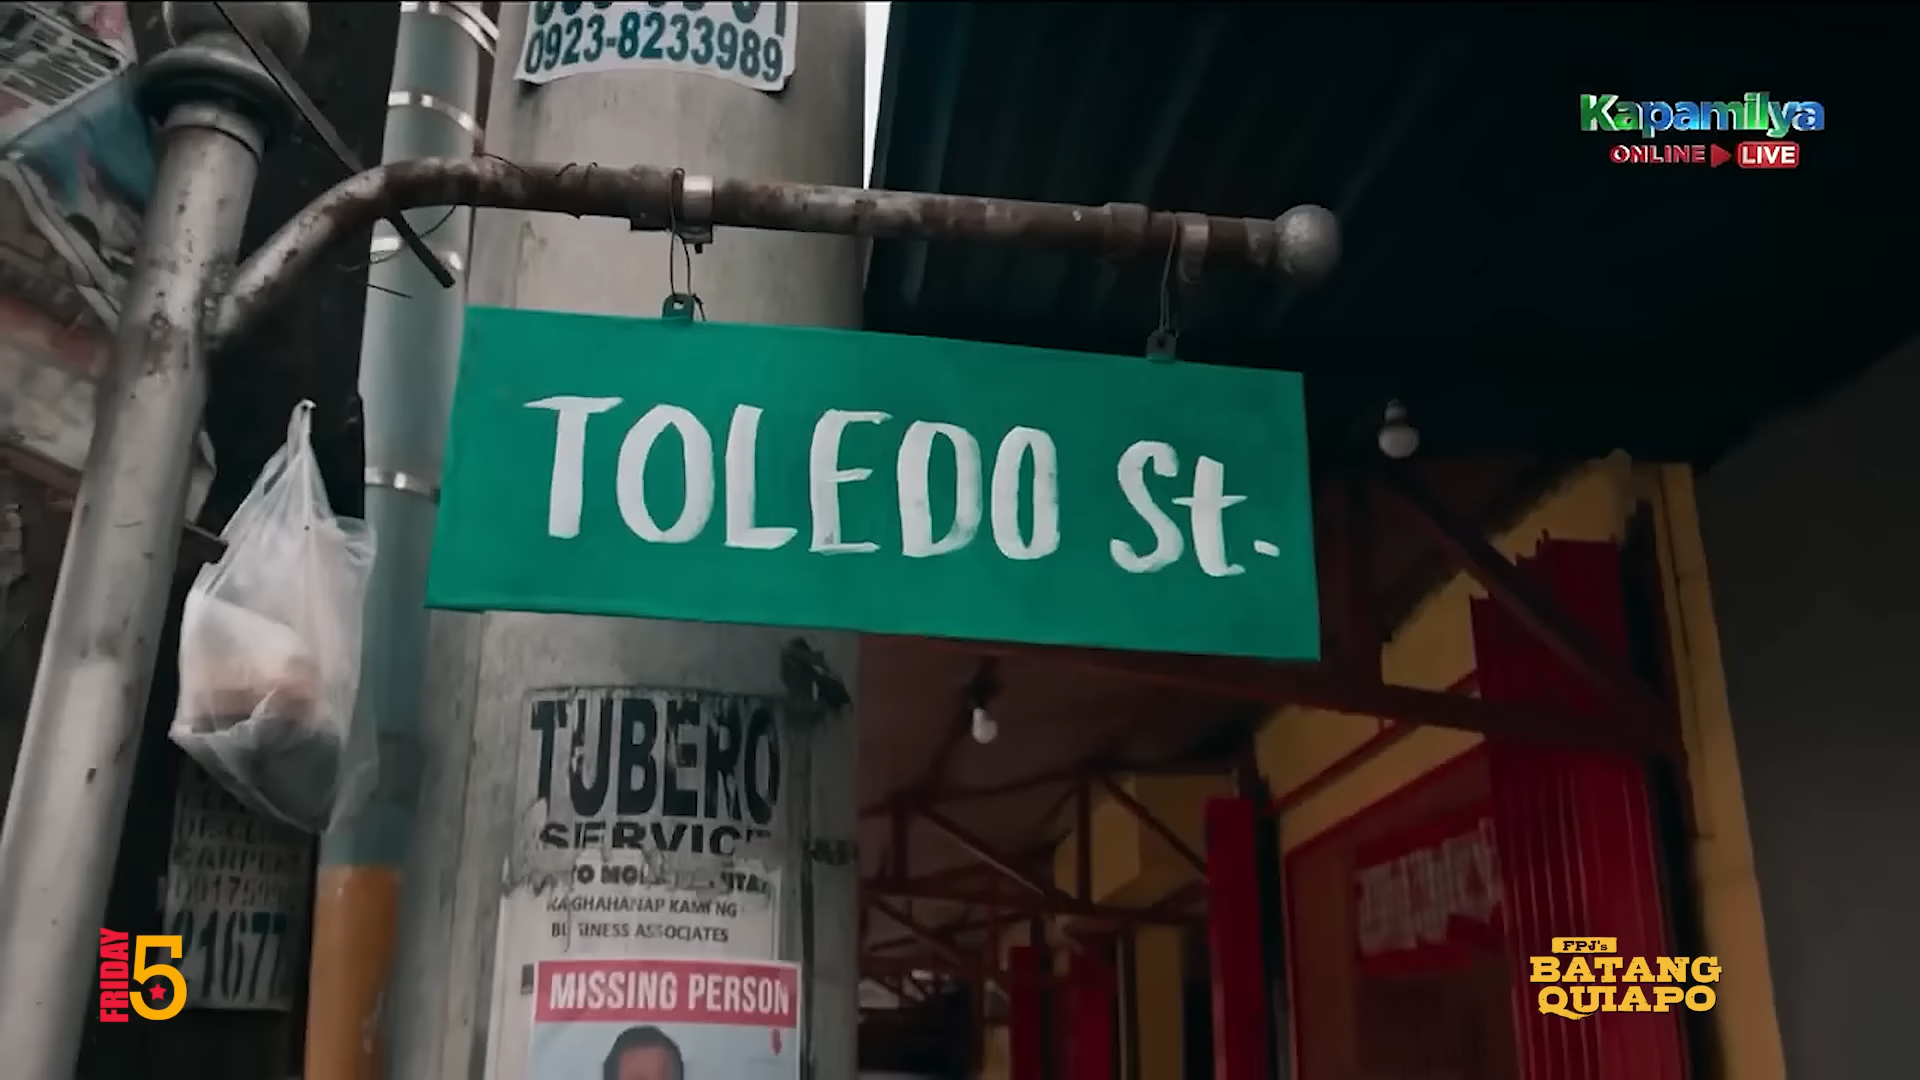 0923-8233989
Kapamilya
ONLINE LIVE
TOLEDO St.
TUBERO
SERVICE
KAMI NG
BUSINESS ASSOCIATES
MISSING PERSON
FRIDAY
5
FPJ's
BATANG
QUIAPO